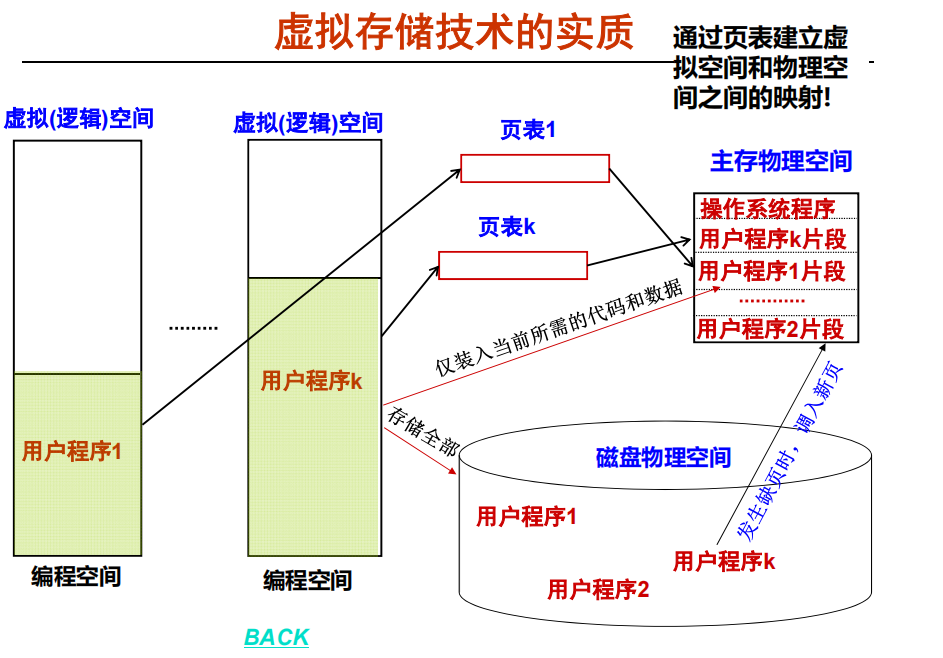 虚拟存储技术的实质
通过页表建立虚
拟空间和物理空
间之间的映射!
虚拟(逻辑)空间
虚拟(逻辑)空间
页表1
主存物理空间
操作系统程序
页表k
用户程序k片段
用户程序1片段
............
用户程序2片段
.........
仅装入当前所需的代码和数据
用户程序k
用户程序1
存储全部
发生缺页时，调入新页
磁盘物理空间
用户程序1
用户程序k
用户程序2
编程空间
编程空间
BACK